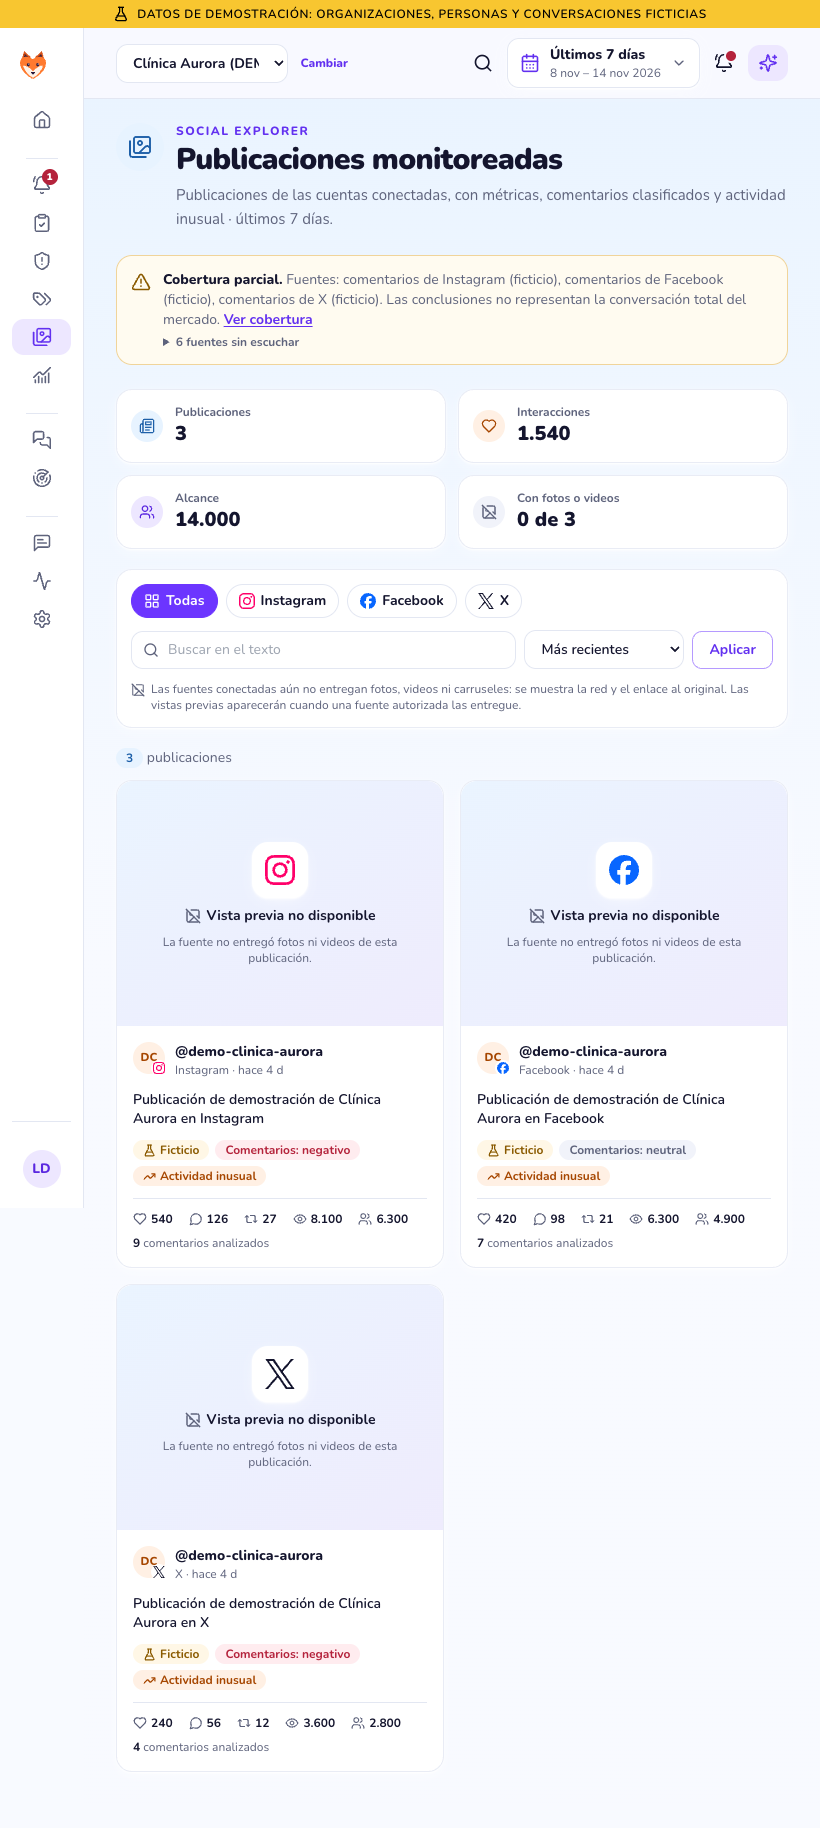 DATOS DE DEMOSTRACIÓN: ORGANIZACIONES, PERSONAS Y CONVERSACIONES FICTICIAS
Clínica Aurora (DEM
Cambiar
Últimos 7 días
8 nov – 14 nov 2026
1
SOCIAL EXPLORER
Publicaciones monitoreadas
Publicaciones de las cuentas conectadas, con métricas, comentarios clasificados y actividad
inusual · últimos 7 días.
Cobertura parcial. Fuentes: comentarios de Instagram (ficticio), comentarios de Facebook
(ficticio), comentarios de X (ficticio). Las conclusiones no representan la conversación total del
mercado. Ver cobertura
6 fuentes sin escuchar
Publicaciones
3
Interacciones
1.540
Alcance
14.000
Con fotos o videos
0 de 3
Todas
Instagram
Facebook
X
Buscar en el texto
Más recientes
Aplicar
Las fuentes conectadas aún no entregan fotos, videos ni carruseles: se muestra la red y el enlace al original. Las
vistas previas aparecerán cuando una fuente autorizada las entregue.
3 publicaciones
Vista previa no disponible
La fuente no entregó fotos ni videos de esta
publicación.
DC
@demo-clinica-aurora
Instagram · hace 4 d
Publicación de demostración de Clínica
Aurora en Instagram
Ficticio
Comentarios: negativo
Actividad inusual
540 126 27 8.100 6.300
9 comentarios analizados
Vista previa no disponible
La fuente no entregó fotos ni videos de esta
publicación.
DC
@demo-clinica-aurora
Facebook · hace 4 d
Publicación de demostración de Clínica
Aurora en Facebook
Ficticio
Comentarios: neutral
Actividad inusual
420 98 21 6.300 4.900
7 comentarios analizados
LD
Vista previa no disponible
La fuente no entregó fotos ni videos de esta
publicación.
DC
@demo-clinica-aurora
X · hace 4 d
Publicación de demostración de Clínica
Aurora en X
Ficticio
Comentarios: negativo
Actividad inusual
240 56 12 3.600 2.800
4 comentarios analizados